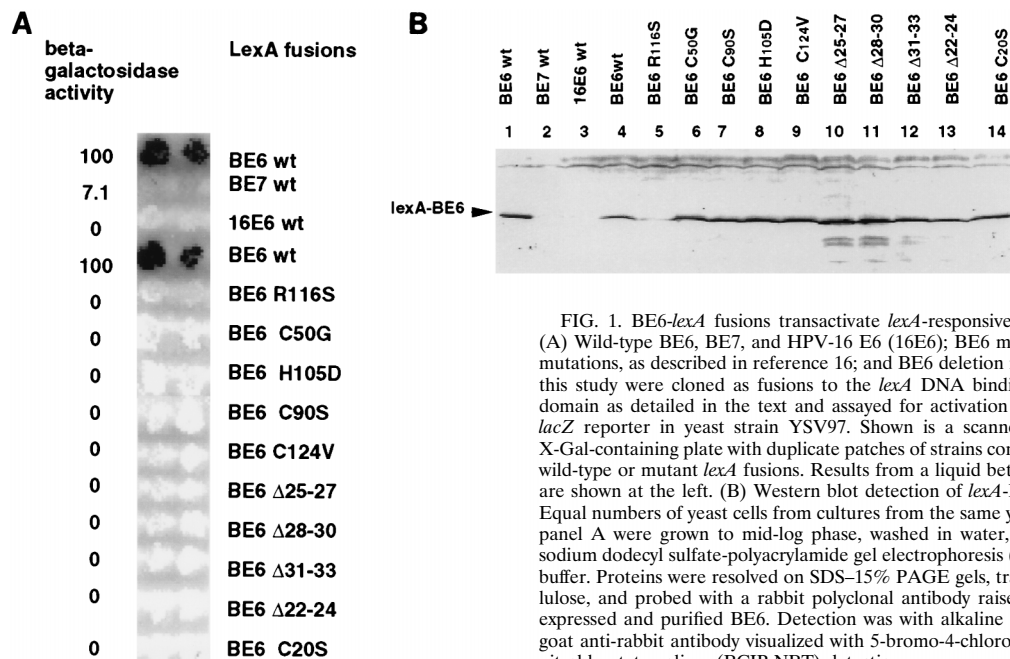 A
beta-
galactosidase
activity
LexA fusions
100 BE6 wt
7.1 BE7 wt
0 16E6 wt
100 BE6 wt
0 BE6 R116S
0 BE6 C50G
0 BE6 H105D
0 BE6 C90S
0 BE6 C124V
0 BE6 Δ25-27
0 BE6 Δ28-30
0 BE6 Δ31-33
0 BE6 Δ22-24
0 BE6 C20S
B
BE6 wt
BE7 wt
16E6 wt
BE6wt
BE6 R116S
BE6 C50G
BE6 C90S
BE6 H105D
BE6 C124V
BE6 Δ25-27
BE6 Δ28-30
BE6 Δ31-33
BE6 Δ22-24
BE6 C20S
1 2 3 4 5 6 7 8 9 10 11 12 13 14
lexA-BE6
FIG. 1. BE6-lexA fusions transactivate lexA-responsive
(A) Wild-type BE6, BE7, and HPV-16 E6 (16E6); BE6 m
mutations, as described in reference 16; and BE6 deletion
this study were cloned as fusions to the lexA DNA bindi
domain as detailed in the text and assayed for activation
lacZ reporter in yeast strain YSV97. Shown is a scann
X-Gal-containing plate with duplicate patches of strains con
wild-type or mutant lexA fusions. Results from a liquid bet
are shown at the left. (B) Western blot detection of lexA-
Equal numbers of yeast cells from cultures from the same y
panel A were grown to mid-log phase, washed in water,
sodium dodecyl sulfate-polyacrylamide gel electrophoresis (
buffer. Proteins were resolved on SDS–15% PAGE gels, tra
lulose, and probed with a rabbit polyclonal antibody raise
expressed and purified BE6. Detection was with alkaline
goat anti-rabbit antibody visualized with 5-bromo-4-chloro